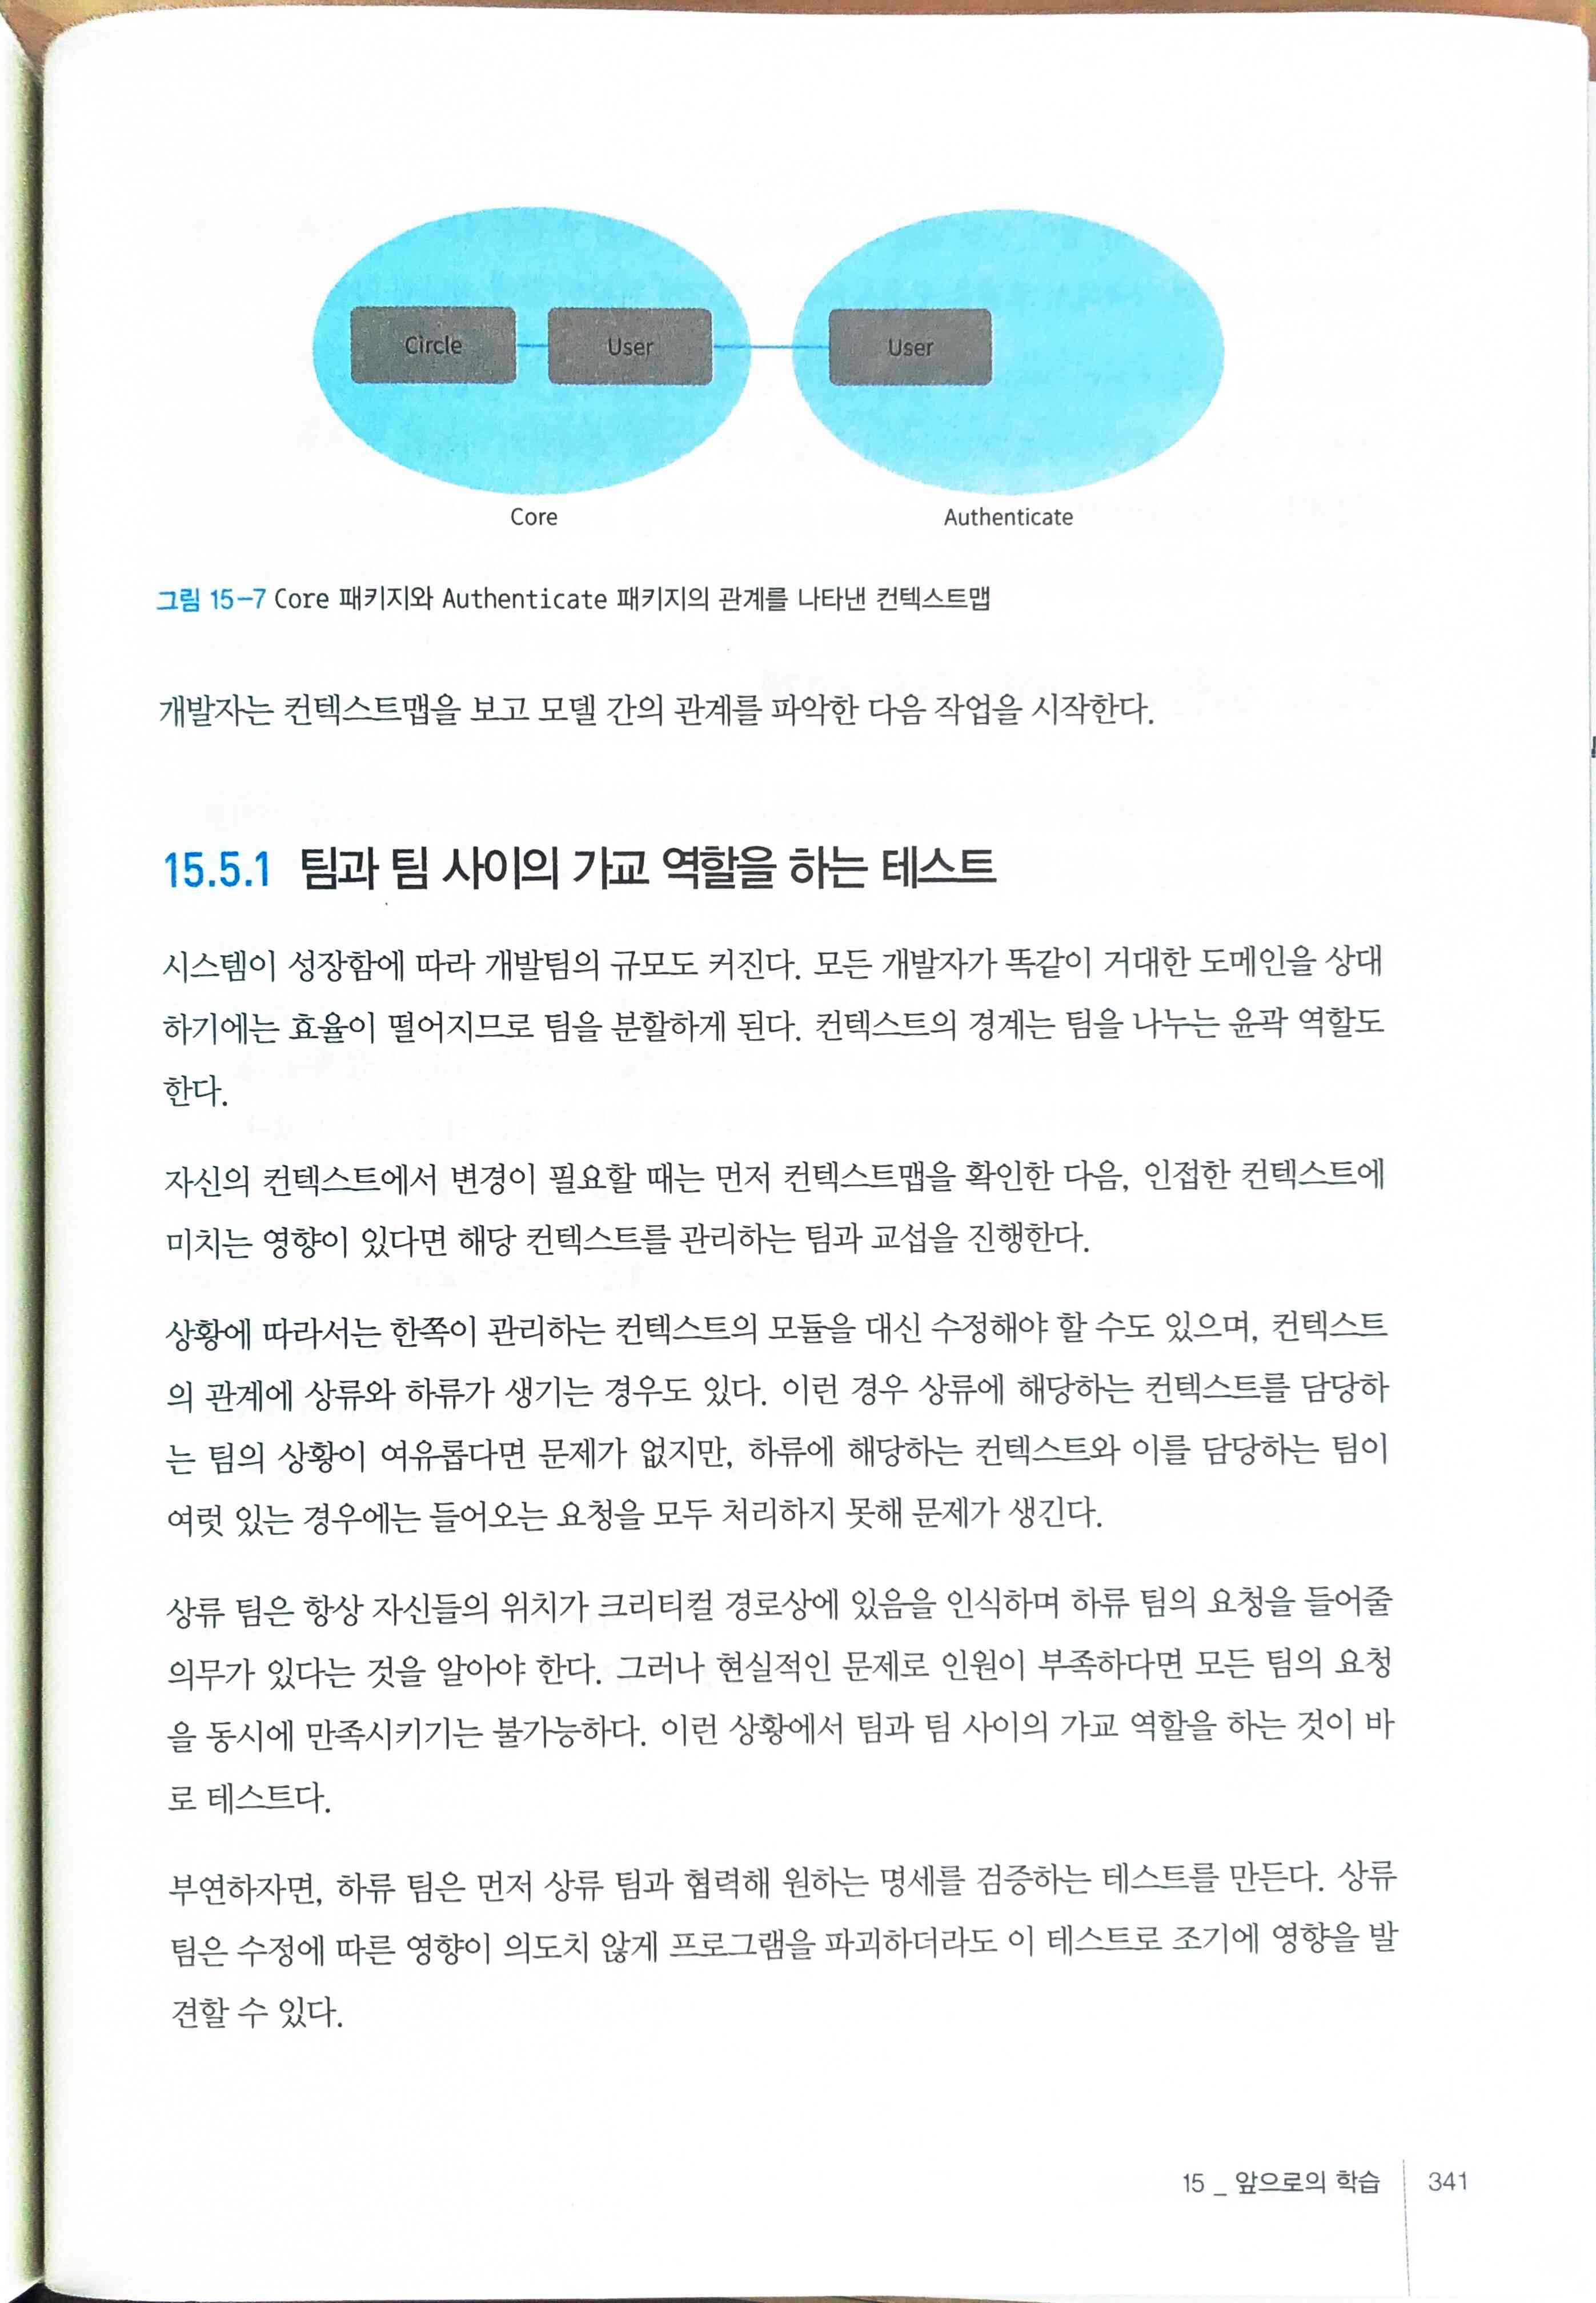 Circle
User
User
Core
Authenticate
그림 15-7 Core 패키지와 Authenticate 패키지의 관계를 나타낸 컨텍스트맵
개발자는 컨텍스트맵을 보고 모델 간의 관계를 파악한 다음 작업을 시작한다.
15.5.1 팀과 팀 사이의 가교 역할을 하는 테스트
시스템이 성장함에 따라 개발팀의 규모도 커진다. 모든 개발자가 똑같이 거대한 도메인을 상대
하기에는 효율이 떨어지므로 팀을 분할하게 된다. 컨텍스트의 경계는 팀을 나누는 윤곽 역할도
한다.
자신의 컨텍스트에서 변경이 필요할 때는 먼저 컨텍스트맵을 확인한 다음, 인접한 컨텍스트에
미치는 영향이 있다면 해당 컨텍스트를 관리하는 팀과 교섭을 진행한다.
상황에 따라서는 한쪽이 관리하는 컨텍스트의 모듈을 대신 수정해야 할 수도 있으며, 컨텍스트
의 관계에 상류와 하류가 생기는 경우도 있다. 이런 경우 상류에 해당하는 컨텍스트를 담당하
는 팀의 상황이 여유롭다면 문제가 없지만, 하류에 해당하는 컨텍스트와 이를 담당하는 팀이
여럿 있는 경우에는 들어오는 요청을 모두 처리하지 못해 문제가 생긴다.
상류 팀은 항상 자신들의 위치가 크리티컬 경로상에 있음을 인식하며 하류 팀의 요청을 들어줄
의무가 있다는 것을 알아야 한다. 그러나 현실적인 문제로 인원이 부족하다면 모든 팀의 요청
을 동시에 만족시키기는 불가능하다. 이런 상황에서 팀과 팀 사이의 가교 역할을 하는 것이 바
로 테스트다.
부연하자면, 하류 팀은 먼저 상류 팀과 협력해 원하는 명세를 검증하는 테스트를 만든다. 상류
팀은 수정에 따른 영향이 의도치 않게 프로그램을 파괴하더라도 이 테스트로 조기에 영향을 발
견할 수 있다.
15 _ 앞으로의 학습 341